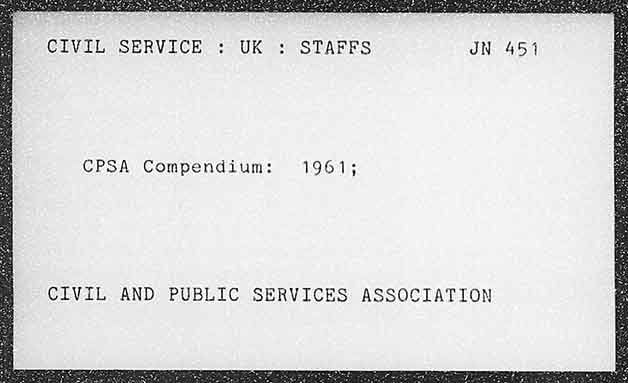 CIVIL SERVICE : UK : STAFFS JN 451
CPSA Compendium: 1961;
CIVIL AND PUBLIC SERVICES ASSOCIATION